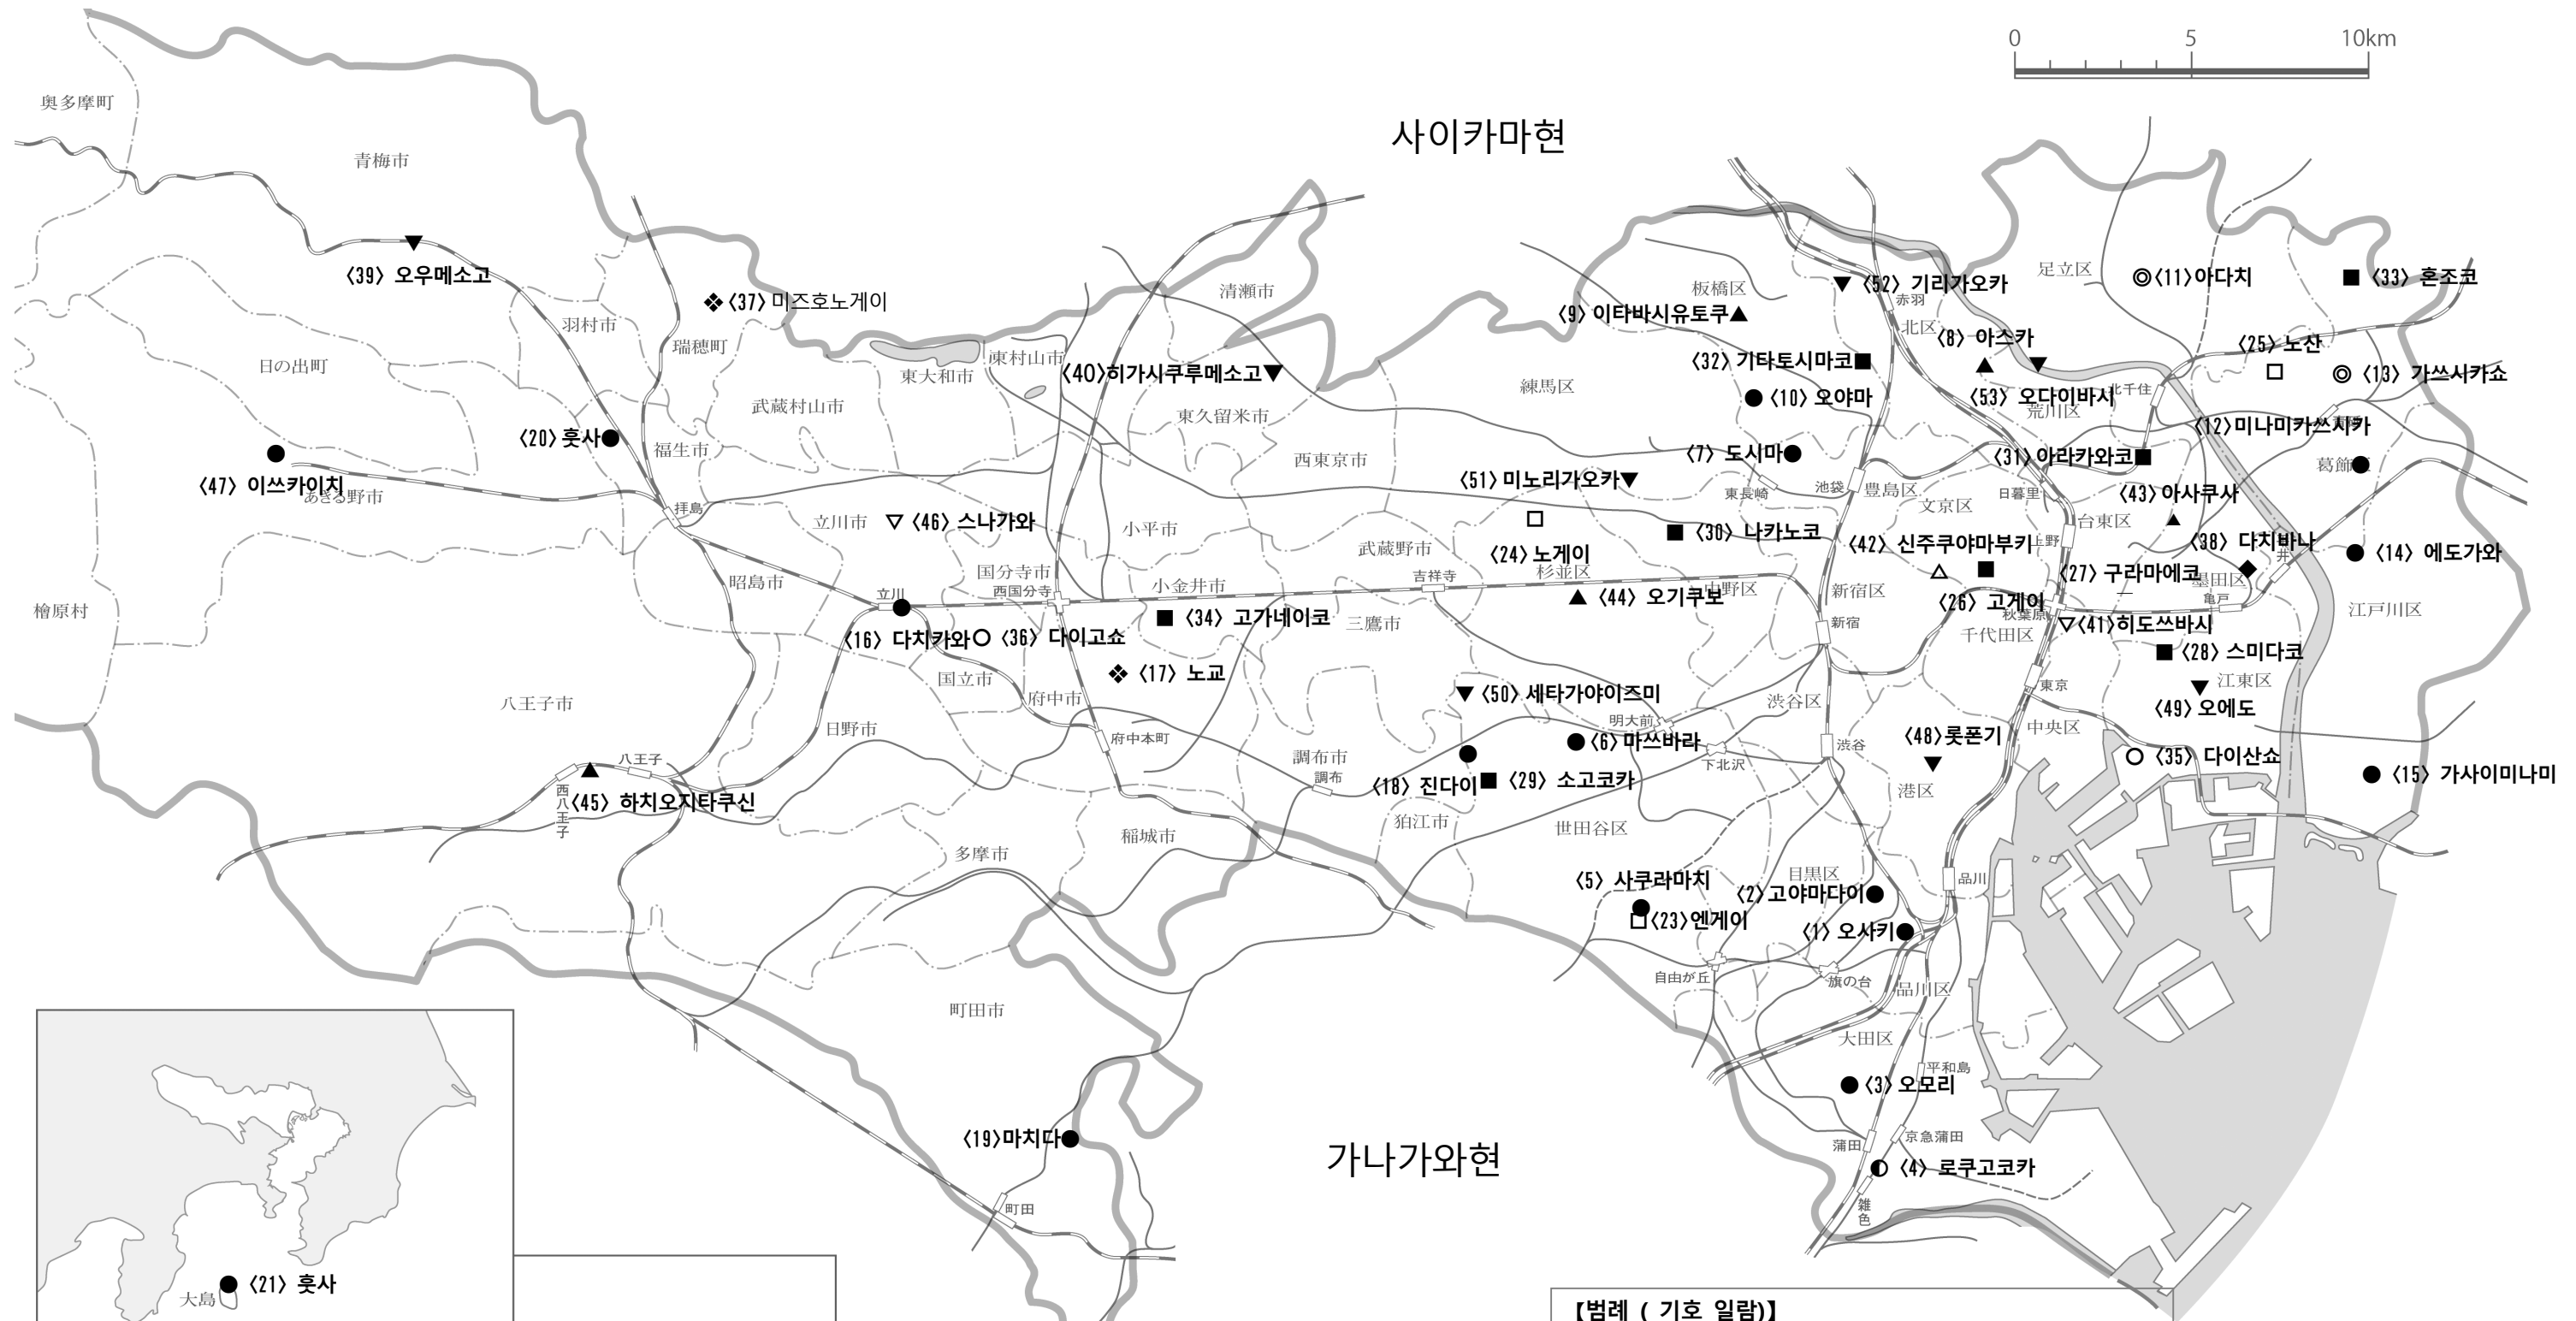 0 5 10km
사이카마현
奥多摩町
青梅市
〈39〉 오우메소고
〈37〉미즈호노게이
羽村市
瑞穂町
日の出町
東大和市
東村山市
清瀬市
〈40〉히가시쿠루메소고
東久留米市
武蔵村山市
〈20〉 훗사
福生市
〈47〉 이쓰카이치
あきる野市
拝島
立川市
〈46〉 스나가와
小平市
西東京市
練馬区
板橋区
〈9〉 이타바시유토쿠
〈52〉 기리가오카
赤羽
北区
足立区
〈11〉아다치
〈33〉 혼조코
〈8〉 아스카
〈25〉 노산
〈32〉 기타토시마코
〈13〉 가쓰시카쇼
〈10〉 오야마
〈53〉 오다이바시
荒川区
北千住
〈12〉미나미카쓰시카
〈7〉 도시마
〈31〉 아라카와코
葛飾
〈51〉 미노리가오카
東長崎
池袋
豊島区
日暮里
〈43〉 아사쿠사
文京区
台東区
〈24〉 노게이
〈30〉 나카노코
〈42〉 신주쿠야마부키
上野
〈38〉 다치바나
井
〈14〉 에도가와
檜原村
昭島市
国分寺市
西国分寺
小金井市
武蔵野市
吉祥寺
杉並区
〈44〉 오기쿠보
中野区
新宿区
〈27〉 구라마에코
墨田区
亀戸
江戸川区
立川
〈16〉 다치카와
〈36〉 다이고쇼
〈34〉 고가네이코
三鷹市
新宿
〈26〉 고게이
秋葉原
千代田区
〈41〉히도쓰바시
〈28〉 스미다코
〈17〉 노교
国立市
府中市
八王子市
日野市
府中本町
〈50〉 세타가야이즈미
明大前
〈6〉 마쓰바라
渋谷区
東京
江東区
〈49〉 오에도
中央区
〈48〉롯폰기
渋谷
下北沢
〈35〉 다이산쇼
八王子
西八王子
〈45〉 하치오지타쿠신
調布市
調布
〈18〉 진다이
〈29〉 소고코카
港区
〈15〉 가사이미나미
多摩市
稲城市
狛江市
世田谷区
目黒区
品川
〈5〉 사쿠라마치
〈2〉고야마다이
〈23〉엔게이
〈1〉 오사키
自由が丘
旗の台
品川区
町田市
大田区
平和島
〈3〉 오모리
〈19〉마치다
가나가와현
蒲田
京急蒲田
〈4〉 로쿠고코카
町田
雑色
〈21〉 훗사
大島
【범례 ( 기호 일람)】